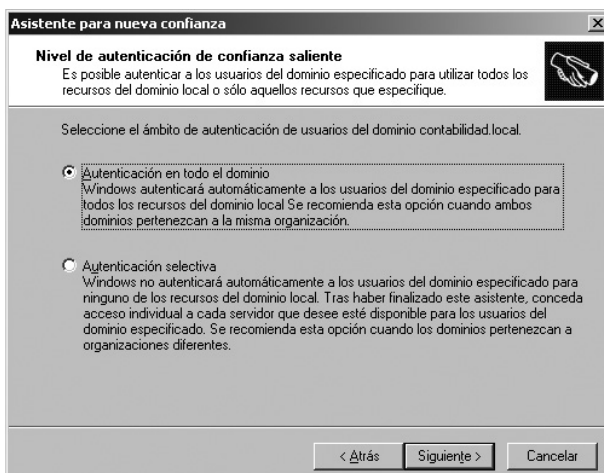 Asistente para nueva confianza
Nivel de autenticación de confianza saliente
Es posible autenticar a los usuarios del dominio especificado para utilizar todos los
recursos del dominio local o sólo aquellos recursos que especifique.
Seleccione el ámbito de autenticación de usuarios del dominio contabilidad.local.
Autenticación en todo el dominio
Windows autenticará automáticamente a los usuarios del dominio especificado para
todos los recursos del dominio local Se recomienda esta opción cuando ambos
dominios pertenezcan a la misma organización.
Autenticación selectiva
Windows no autenticará automáticamente a los usuarios del dominio especificado para
ninguno de los recursos del dominio local. Tras haber finalizado este asistente, conceda
acceso individual a cada servidor que desee esté disponible para los usuarios del
dominio especificado. Se recomienda esta opción cuando los dominios pertenezcan a
organizaciones diferentes.
< Atrás Siguiente > Cancelar